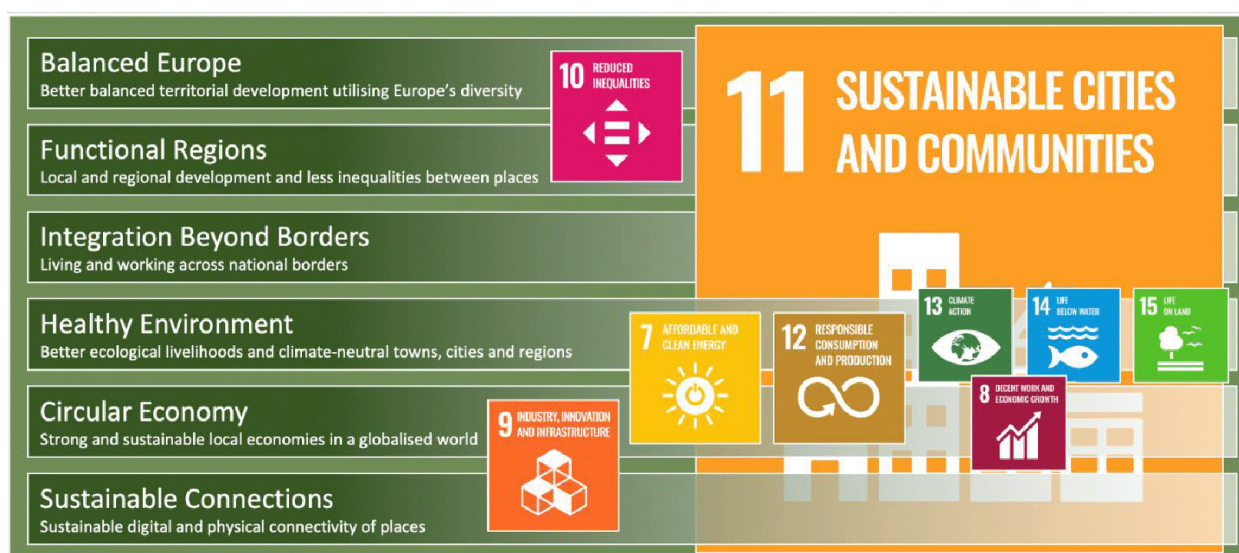 Balanced Europe
Better balanced territorial development utilising Europe's diversity
Functional Regions
Local and regional development and less inequalities between places
Integration Beyond Borders
Living and working across national borders
Healthy Environment
Better ecological livelihoods and climate-neutral towns, cities and regions
Circular Economy
Strong and sustainable local economies in a globalised world
Sustainable Connections
Sustainable digital and physical connectivity of places
10 REDUCED
INEQUALITIES
11 SUSTAINABLE CITIES
AND COMMUNITIES
7 AFFORDABLE AND
CLEAN ENERGY
12 RESPONSIBLE
CONSUMPTION
AND PRODUCTION
13 CLIMATE
ACTION
14 LIFE
BELOW WATER
15 LIFE
ON LAND
8 DECENT WORK AND
ECONOMIC GROWTH
9 INDUSTRY, INNOVATION
AND INFRASTRUCTURE